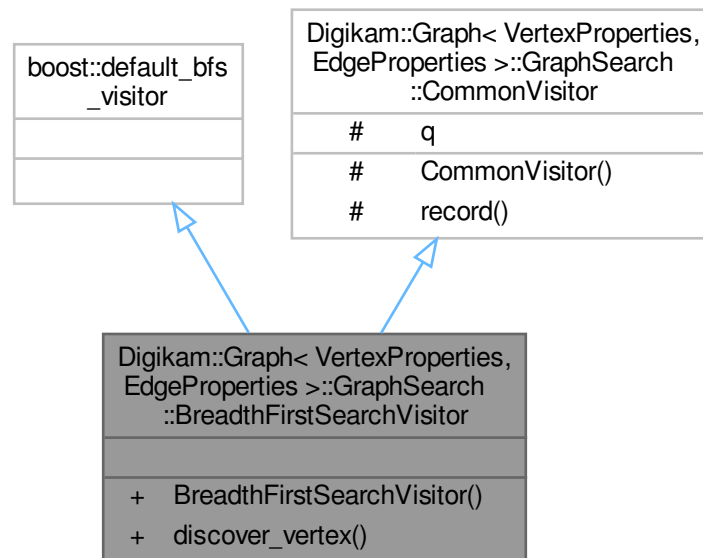 boost::default_bfs
_visitor
Digikam::Graph< VertexProperties,
EdgeProperties >::GraphSearch
::CommonVisitor
# q
# CommonVisitor()
# record()
Digikam::Graph< VertexProperties,
EdgeProperties >::GraphSearch
::BreadthFirstSearchVisitor
+ BreadthFirstSearchVisitor()
+ discover_vertex()